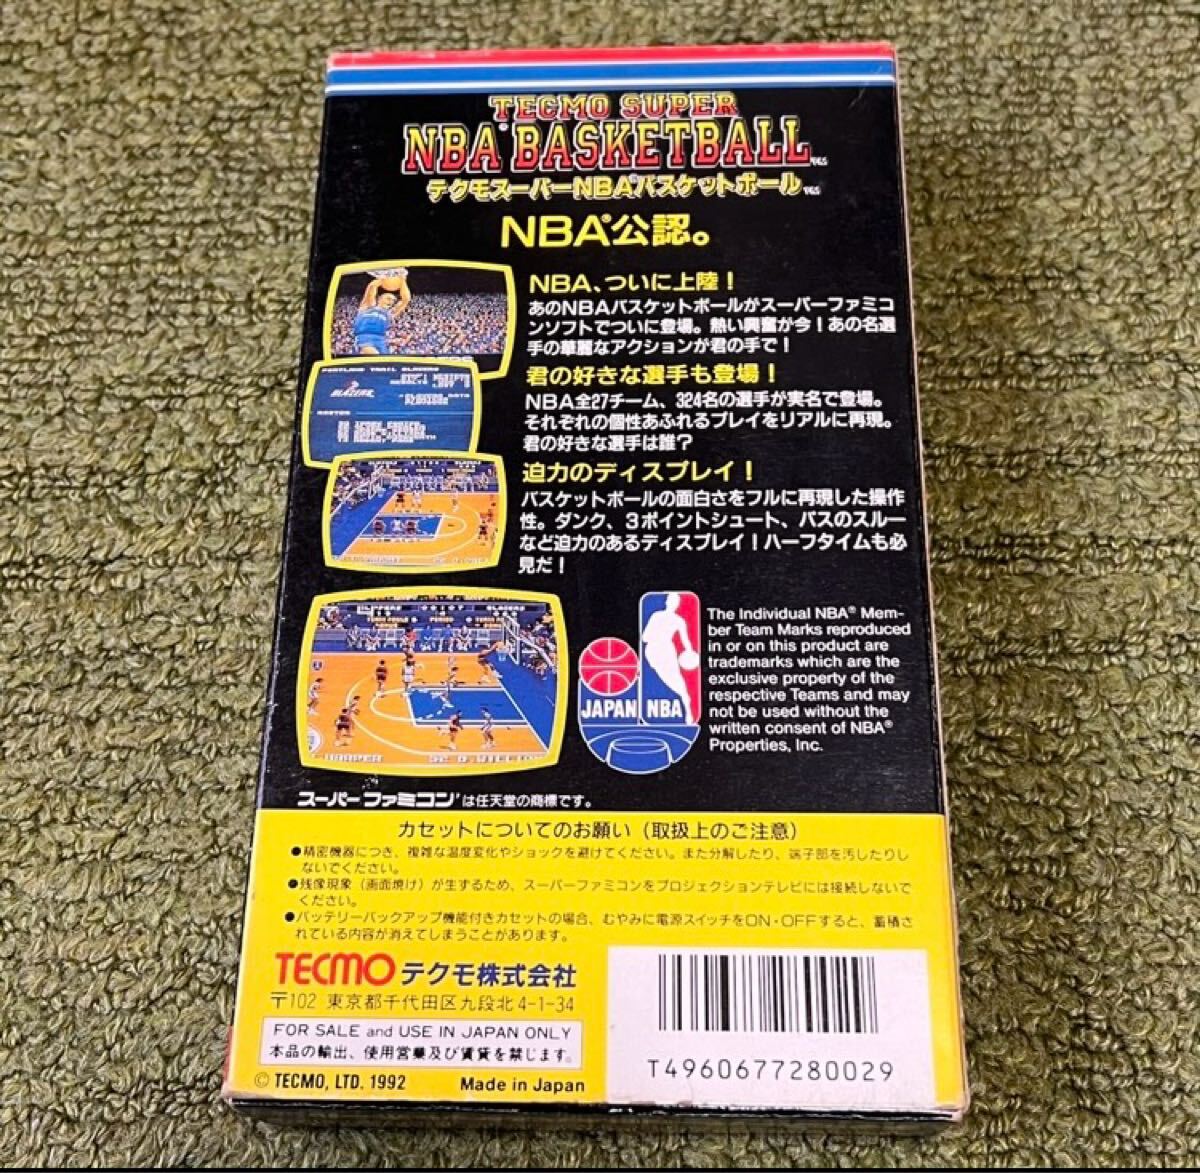 TECMO SUPER
NBA® BASKETBALL
テクモスーパーNBA®バスケットボール
NBA®公認。
NBA、ついに上陸！
あのNBAバスケットボールがスーパーファミコ
ンソフトでついに登場。熱い興奮が今！あの名選
手の華麗なアクションが君の手で！
君の好きな選手も登場！
NBA全27チーム、324名の選手が実名で登場。
それぞれの個性あふれるプレイをリアルに再現。
君の好きな選手は誰？
迫力のディスプレイ！
バスケットボールの面白さをフルに再現した操作
性。ダンク、3ポイントシュート、パスのスルー
など迫力のあるディスプレイ！ハーフタイムも必
見だ！
PORTLAND TRAIL BLAZERS
BLAZERS
CLIPPERS BLAZERS
TEAM FOULS PERIOD TEAM FOULS
JAPAN NBA
The Individual NBA® Mem-
ber Team Marks reproduced
in or on this product are
trademarks which are the
exclusive property of the
respective Teams and may
not be used without the
written consent of NBA®
Properties, Inc.
スーパーファミコンは任天堂の商標です。
カセットについてのお願い（取扱上のご注意）
●精密機器につき、複雑な温度変化やショックを避けてください。また分解したり、端子部を汚したりし
ないでください。
●残像現象（画面焼け）が生ずるため、スーパーファミコンをプロジェクションテレビには接続しないで
ください。
●バッテリーバックアップ機能付きカセットの場合、むやみに電源スイッチをON・OFFすると、蓄積さ
れている内容が消えてしまうことがあります。
TECMO テクモ株式会社
〒102 東京都千代田区九段北4-1-34
FOR SALE and USE IN JAPAN ONLY
本品の輸出、使用営業及び賃貸を禁じます。
© TECMO, LTD. 1992 Made in Japan
T4960677280029